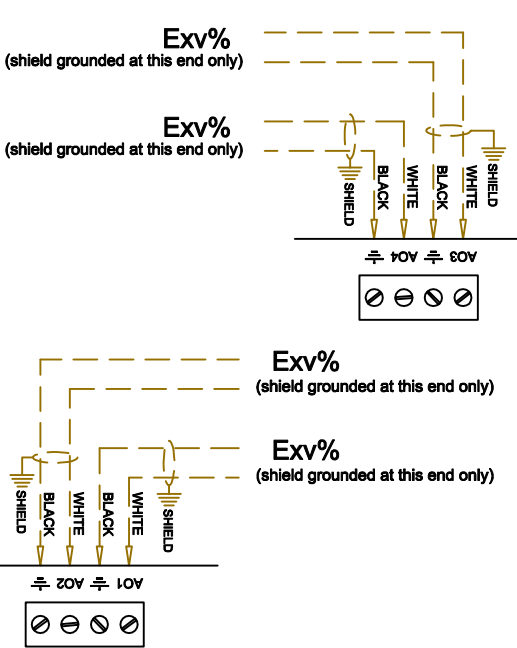 Exv%
(shield grounded at this end only)
Exv%
(shield grounded at this end only)
SHIELD
BLACK
WHITE
BLACK
WHITE
SHIELD
AO4
AO3
Exv%
(shield grounded at this end only)
Exv%
(shield grounded at this end only)
SHIELD
BLACK
WHITE
BLACK
WHITE
SHIELD
AO2
AO1